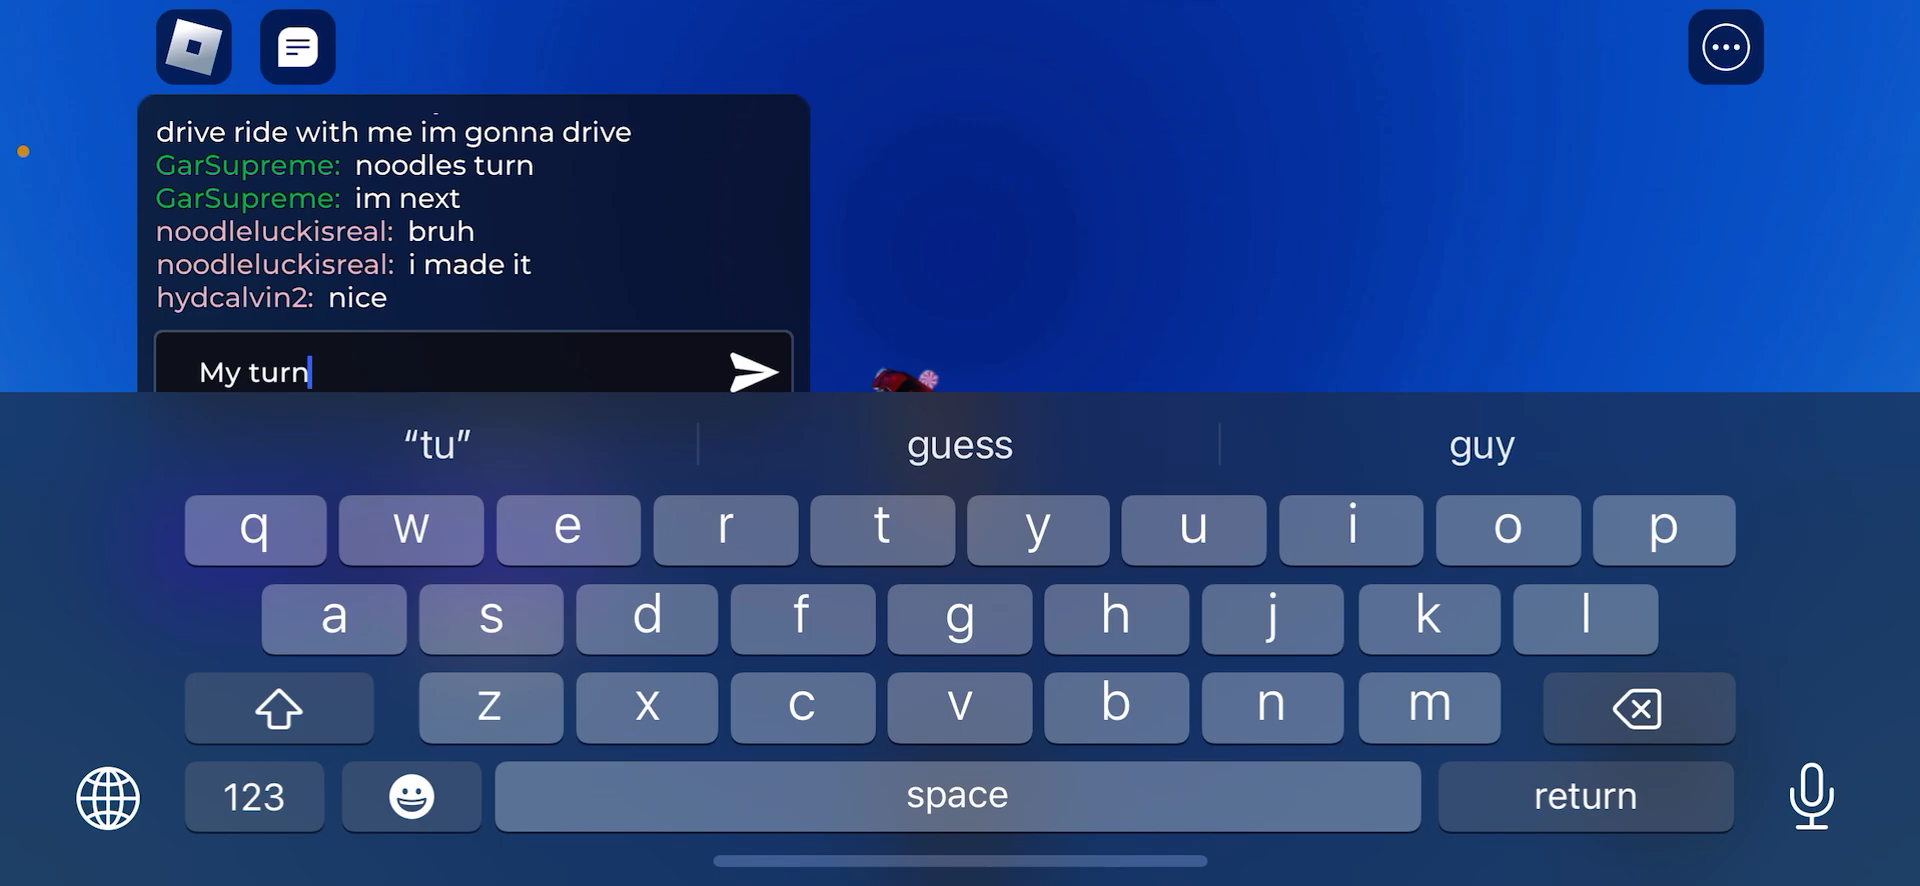 drive ride with me im gonna drive
GarSupreme: noodles turn
GarSupreme: im next
noodleluckisreal: bruh
noodleluckisreal: i made it
hydcalvin2: nice
My turn
“tu” guess guy
q w e r t y u i o p
a s d f g h j k l
z x c v b n m
123 space return